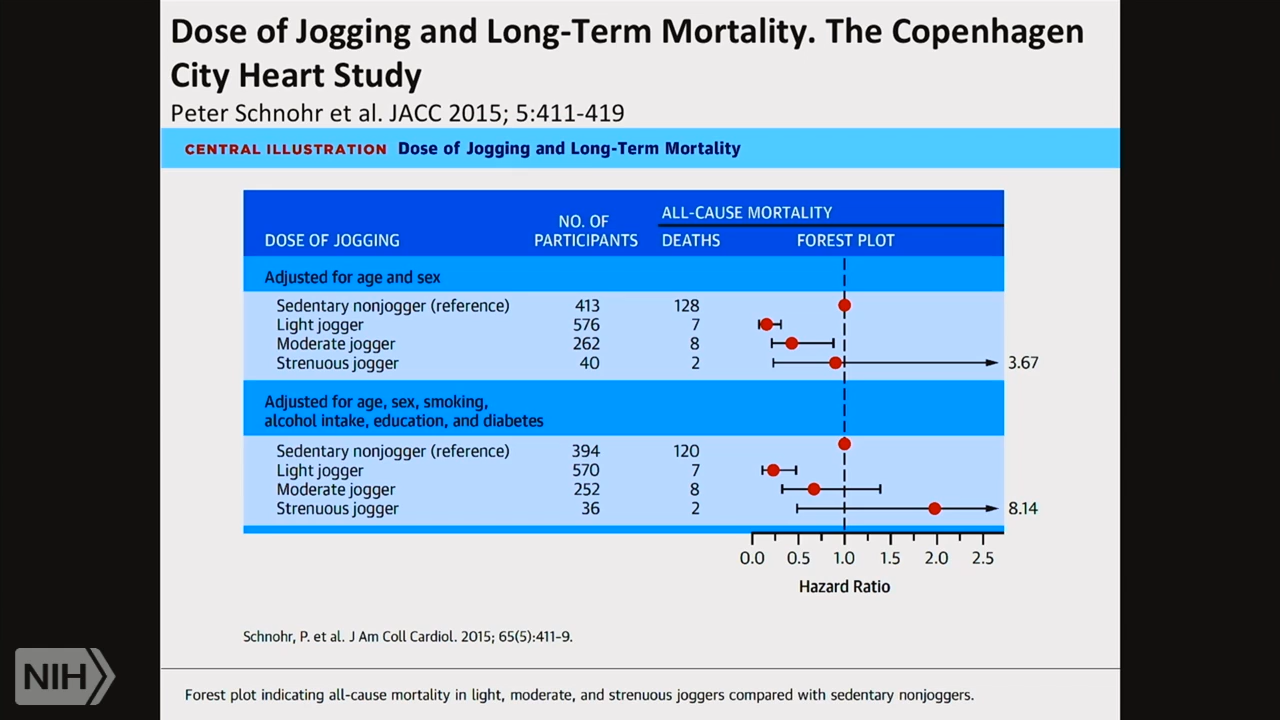 Dose of Jogging and Long-Term Mortality. The Copenhagen
City Heart Study
Peter Schnohr et al. JACC 2015; 5:411-419
CENTRAL ILLUSTRATION Dose of Jogging and Long-Term Mortality
ALL-CAUSE MORTALITY
NO. OF
DOSE OF JOGGING PARTICIPANTS DEATHS FOREST PLOT
Adjusted for age and sex
Sedentary nonjogger (reference) 413 128
Light jogger 576 7
Moderate jogger 262 8
Strenuous jogger 40 2 3.67
Adjusted for age, sex, smoking,
alcohol intake, education, and diabetes
Sedentary nonjogger (reference) 394 120
Light jogger 570 7
Moderate jogger 252 8
Strenuous jogger 36 2 8.14
0.0 0.5 1.0 1.5 2.0 2.5
Hazard Ratio
Schnohr, P. et al. J Am Coll Cardiol. 2015; 65(5):411–9.
NIH
Forest plot indicating all-cause mortality in light, moderate, and strenuous joggers compared with sedentary nonjoggers.